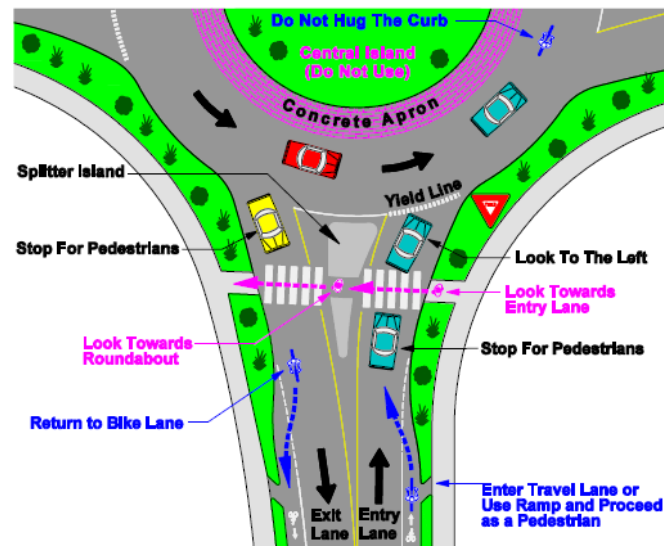 Do Not Hug The Curb
Central Island
(Do Not Use)
Concrete Apron
Splitter Island
Yield Line
Stop For Pedestrians
Look To The Left
Look Towards
Entry Lane
Look Towards
Roundabout
Stop For Pedestrians
Return to Bike Lane
Exit
Lane
Entry
Lane
Enter Travel Lane or
Use Ramp and Proceed
as a Pedestrian